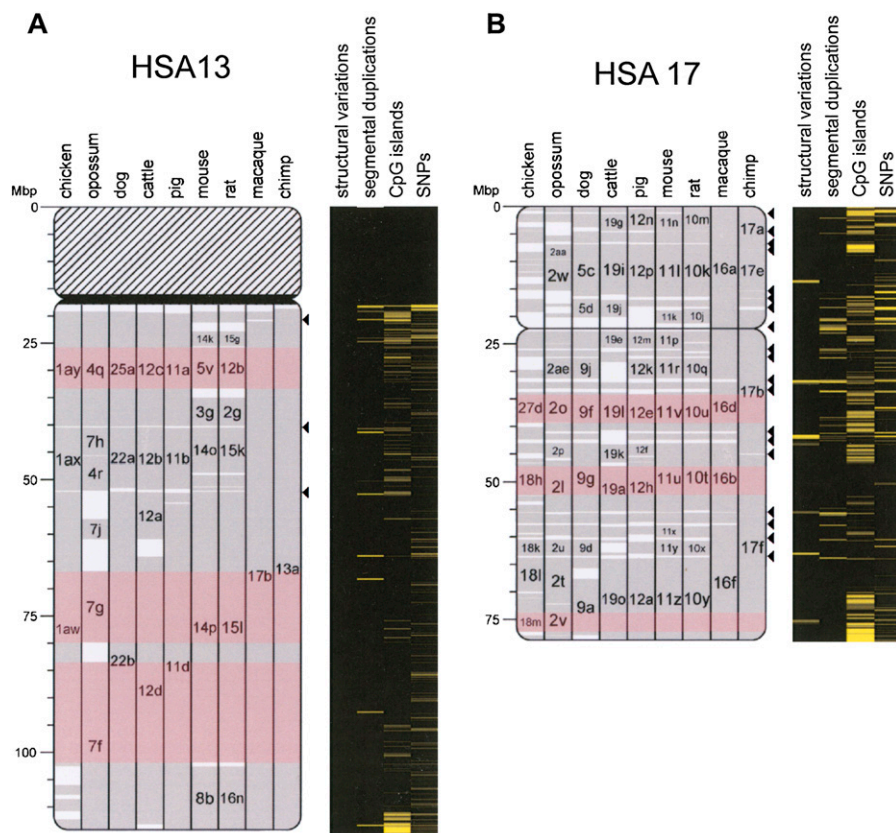 A
B
HSA13
HSA 17
Mbp
chicken
opossum
dog
cattle
pig
mouse
rat
macaque
chimp
structural variations
segmental duplications
CpG islands
SNPs
0
14k 15g
25
1ay 4q 25a 12c 11a 5v 12b
3g 2g
7h
1ax 22a 12b 11b 14o 15k
4r
50
12a
7j
17b 13a
75
7g
1aw 14p 15l
22b 11d
12d
7f
100
8b 16n
Mbp
chicken
opossum
dog
cattle
pig
mouse
rat
macaque
chimp
structural variations
segmental duplications
CpG islands
SNPs
0
19g 12n 11n 10m
17a
2aa
2w 5c 19i 12p 11l 10k 16a 17e
5d 19j
11k 10j
25
19e 12m 11p
2ae 9j 12k 11r 10q
17b
27d 2o 9f 19l 12e 11v 10u 16d
2p 19k 12f
50
18h 2l 9g 19a 12h 11u 10t 16b
11x
18k 2u 9d 11y 10x 17f
18l 2t 16f
9a 19o 12a 11z 10y
75
18m 2v